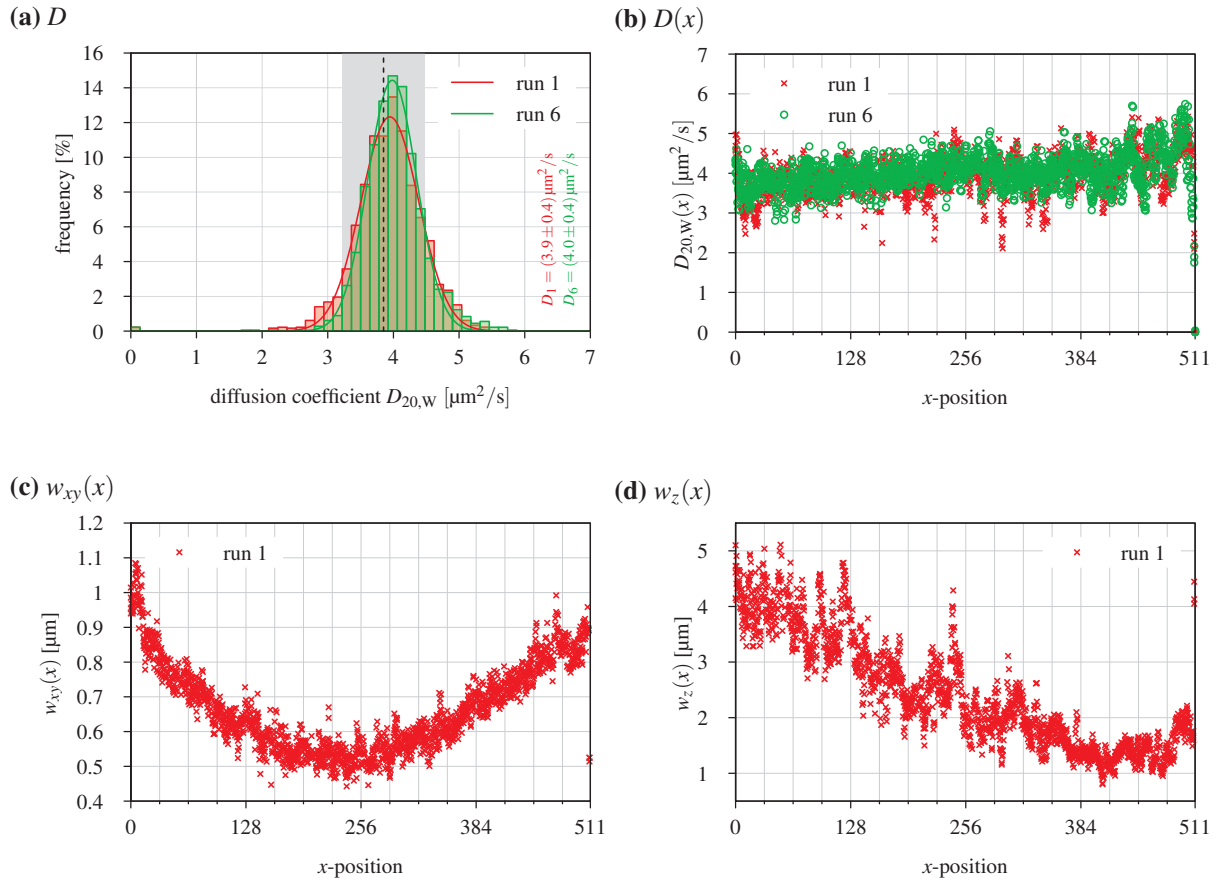 (a) D
(b) D(x)
frequency [%]
16
14
12
10
8
6
4
2
0
run 1
run 6
D₁ = (3.9 ± 0.4) µm²/s
D₆ = (4.0 ± 0.4) µm²/s
0 1 2 3 4 5 6 7
diffusion coefficient D₂₀,W [µm²/s]
D₂₀,W(x) [µm²/s]
7
6
5
4
3
2
1
0
run 1
run 6
0 128 256 384 511
x-position
(c) w_xy(x)
(d) w_z(x)
w_xy(x) [µm]
1.2
1.1
1
0.9
0.8
0.7
0.6
0.5
0.4
run 1
0 128 256 384 511
x-position
w_z(x) [µm]
5
4
3
2
1
run 1
0 128 256 384 511
x-position